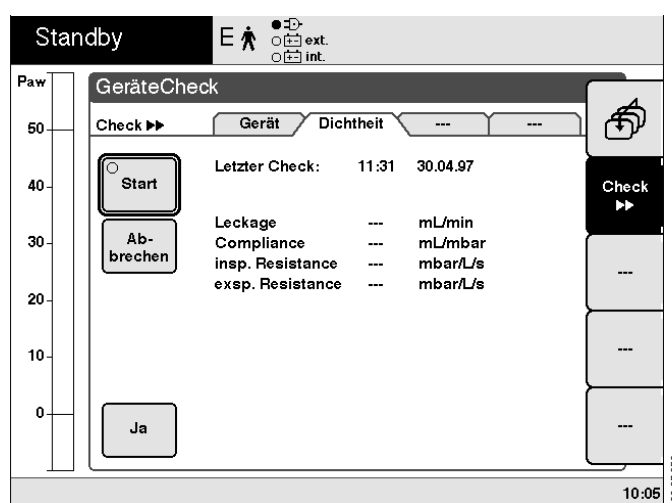 Standby
E
ext.
int.
Paw
GeräteCheck
Check ▶▶
Gerät
Dichtheit
---
---
50
40
30
20
10
0
Start
Ab-
brechen
Ja
Letzter Check: 11:31 30.04.97
Leckage --- mL/min
Compliance --- mL/mbar
insp. Resistance --- mbar/L/s
exsp. Resistance --- mbar/L/s
Check
▶▶
---
---
---
10:05